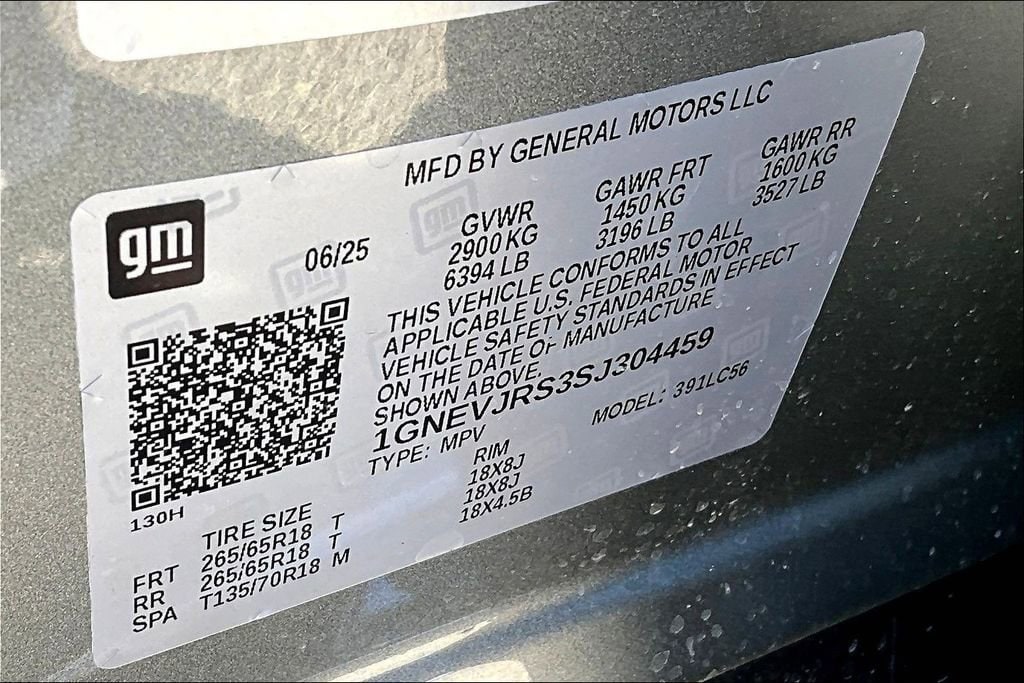 MFD BY GENERAL MOTORS LLC
gm
06/25
GVWR GAWR FRT GAWR RR
2900 KG 1450 KG 1600 KG
6394 LB 3196 LB 3527 LB
THIS VEHICLE CONFORMS TO ALL
APPLICABLE U.S. FEDERAL MOTOR
VEHICLE SAFETY STANDARDS IN EFFECT
ON THE DATE OF MANUFACTURE
SHOWN ABOVE.
1GNEVJRS3SJ304459
TYPE: MPV MODEL: 391LC56
130H
TIRE SIZE RIM
FRT 265/65R18 T 18X8J
RR 265/65R18 T 18X8J
SPA T135/70R18 M 18X4.5B